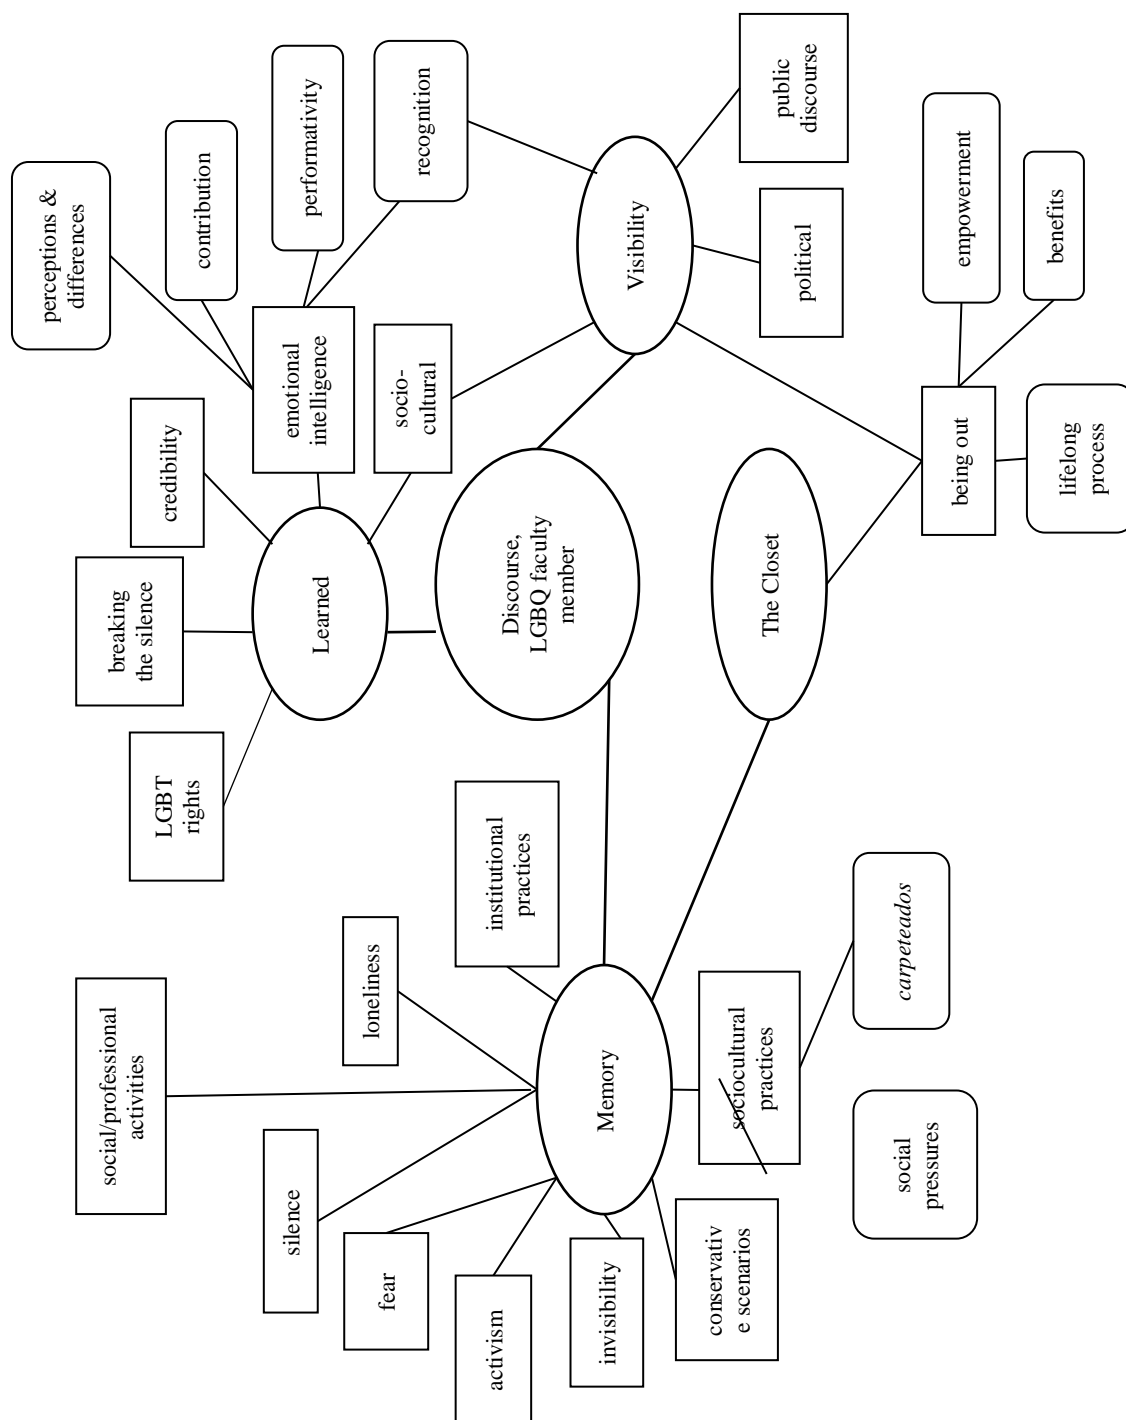 social/professional
activities
LGBT
rights
breaking
the silence
credibility
perceptions &
differences
contribution
performativity
recognition
emotional
intelligence
socio-
cultural
Learned
silence
fear
loneliness
activism
institutional
practices
Discourse,
LGBQ faculty
member
Visibility
public
discourse
political
invisibility
Memory
The Closet
conservativ
e scenarios
sociocultural
practices
social
pressures
carpeteados
being out
empowerment
benefits
lifelong
process